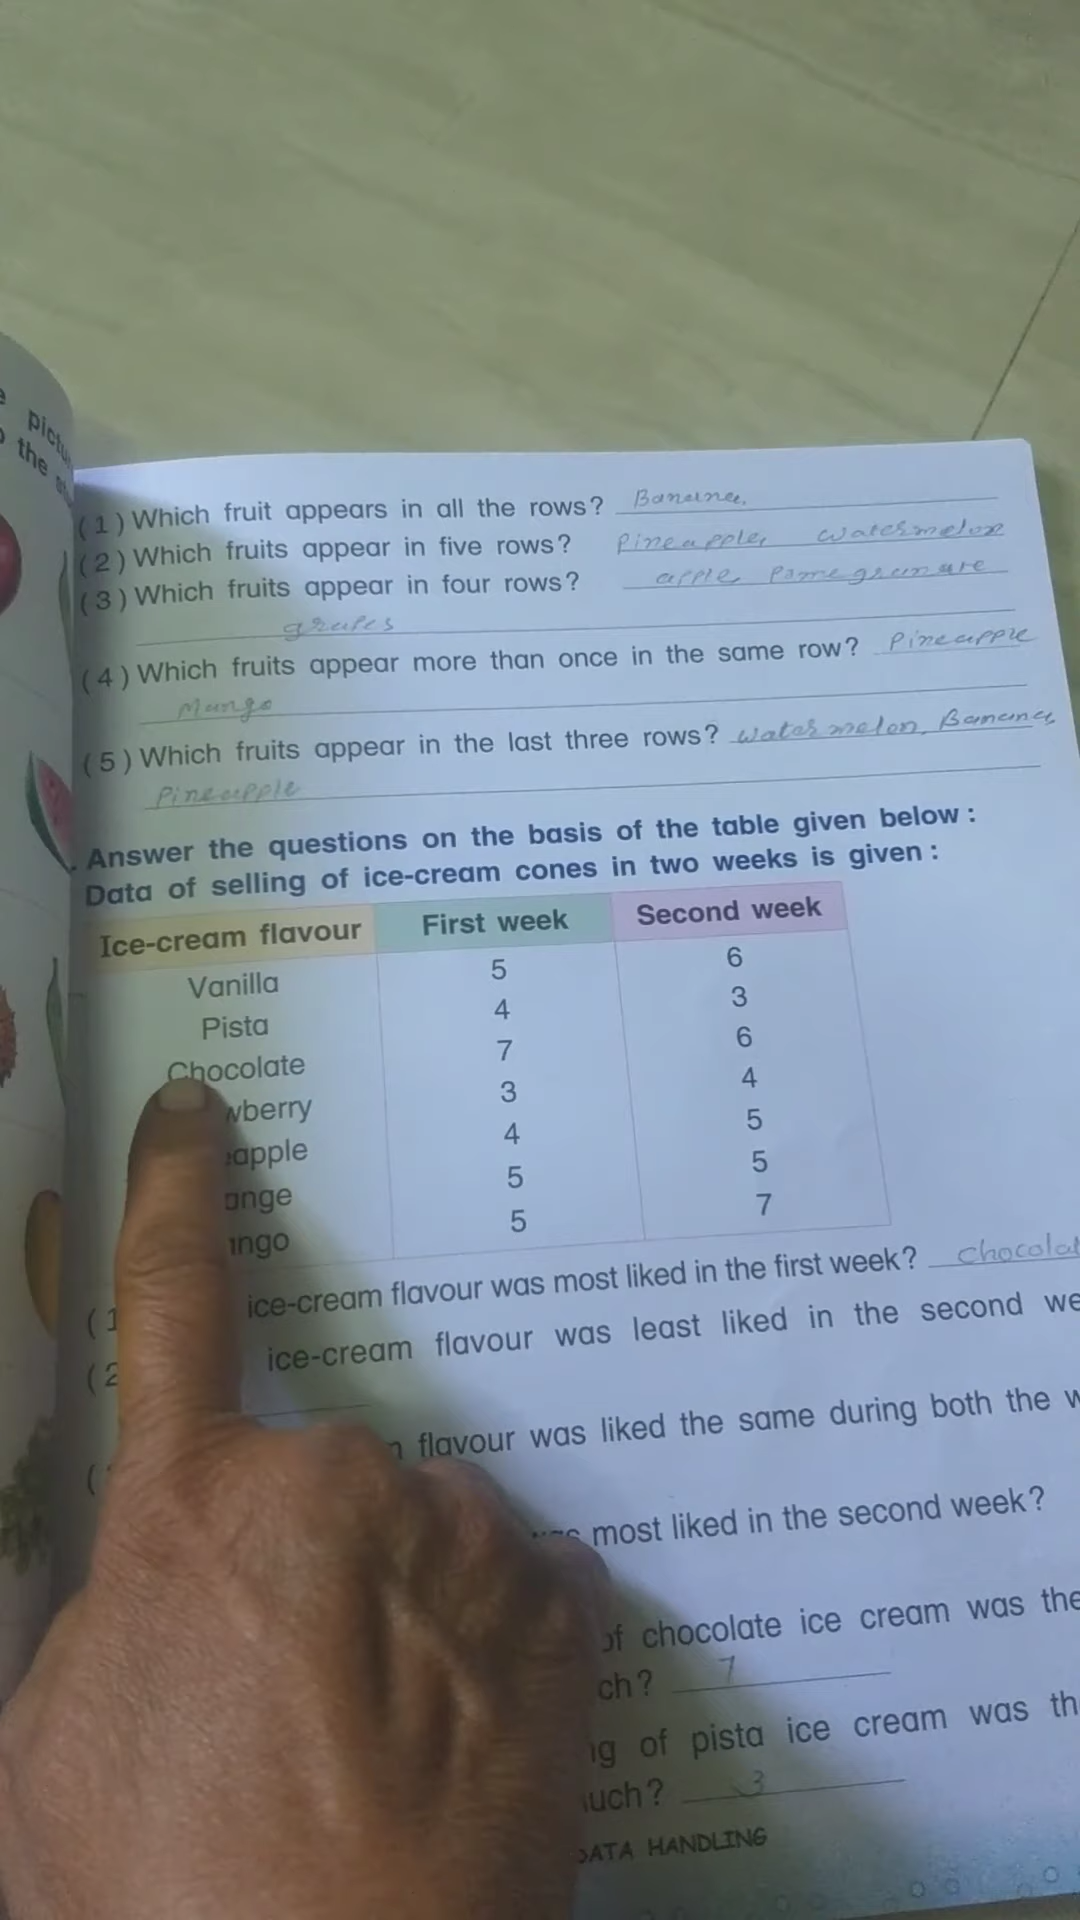 pictu
the
(1) Which fruit appears in all the rows? Banana
(2) Which fruits appear in five rows? Pineapple, watermelon
(3) Which fruits appear in four rows? apple pomegranare
grapes
(4) Which fruits appear more than once in the same row? Pineapple
Mango
(5) Which fruits appear in the last three rows? watermelon, Banana
Pineapple
Answer the questions on the basis of the table given below :
Data of selling of ice-cream cones in two weeks is given :
Ice-cream flavour First week Second week
Vanilla 5 6
Pista 4 3
Chocolate 7 6
wberry 3 4
apple 4 5
ange 5 5
ngo 5 7
(1 ice-cream flavour was most liked in the first week? chocolat
(2 ice-cream flavour was least liked in the second we
flavour was liked the same during both the w
most liked in the second week?
of chocolate ice cream was the
ch? 7
g of pista ice cream was th
uch? 3
DATA HANDLING